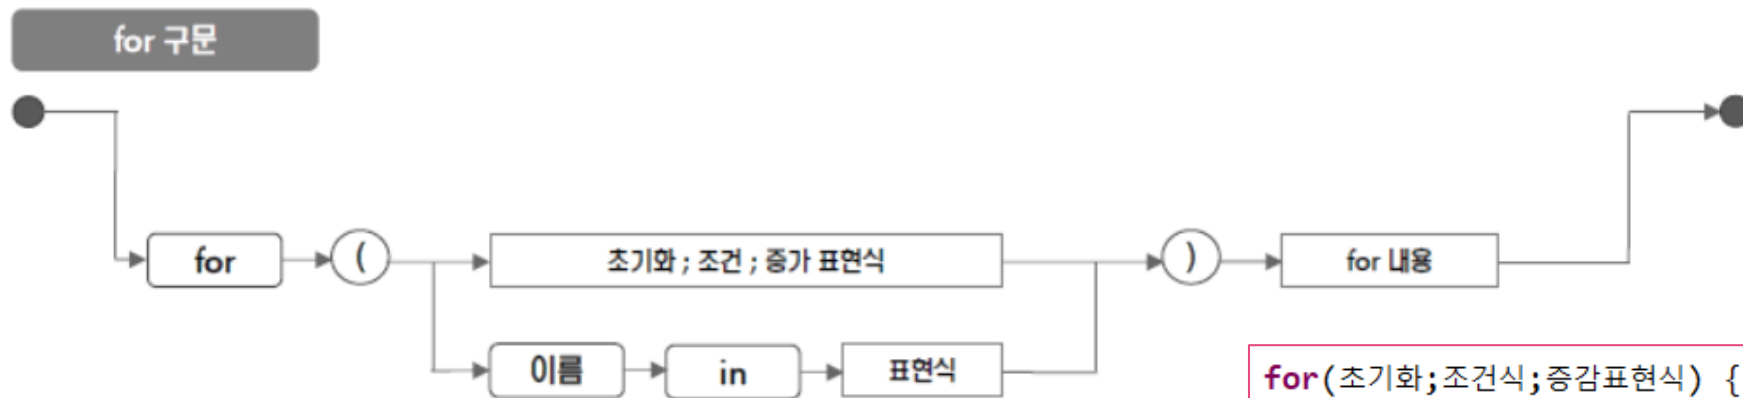 for 구문
for ( 초기화 ; 조건 ; 증가 표현식 ) for 내용
이름 in 표현식
for(초기화;조건식;증감표현식) {